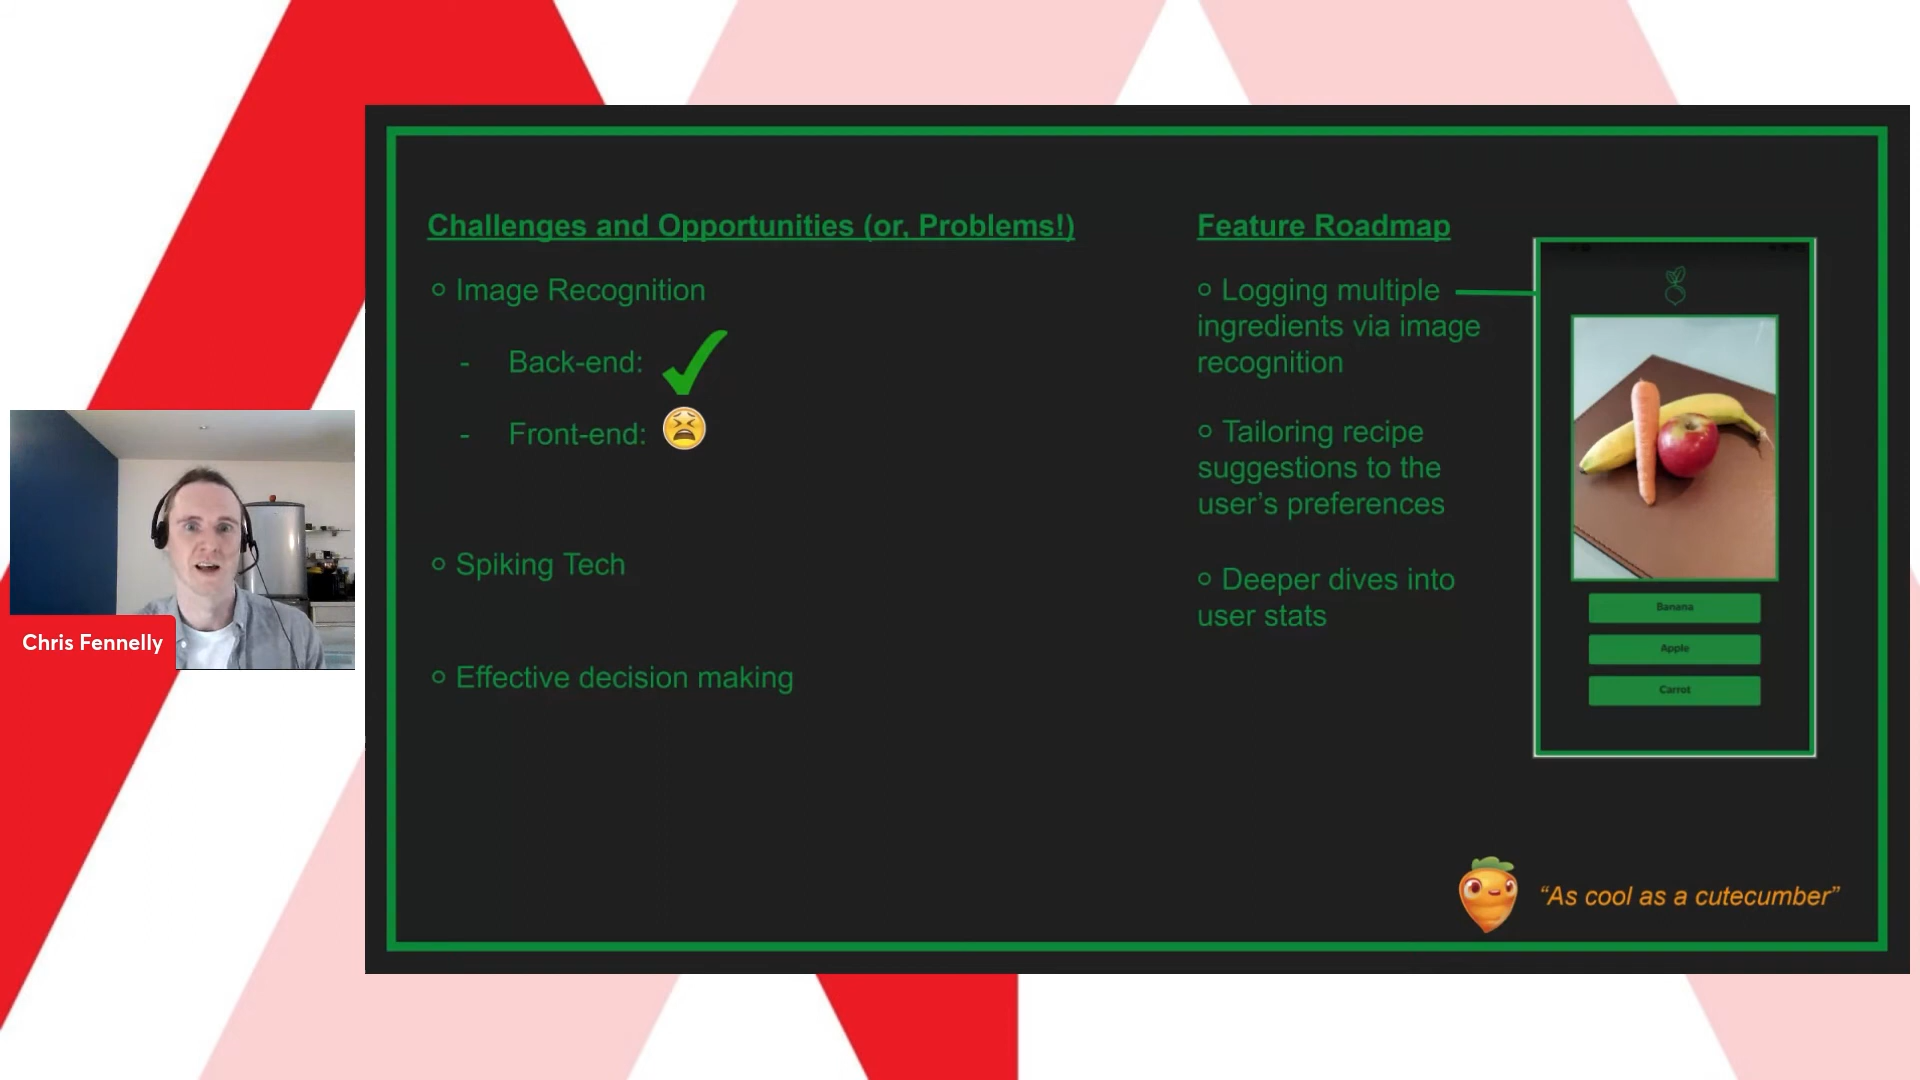 Challenges and Opportunities (or, Problems!)
○ Image Recognition
- Back-end:
- Front-end:
○ Spiking Tech
○ Effective decision making
Feature Roadmap
○ Logging multiple
ingredients via image
recognition
○ Tailoring recipe
suggestions to the
user’s preferences
○ Deeper dives into
user stats
Banana
Apple
Carrot
“As cool as a cutecumber”
Chris Fennelly